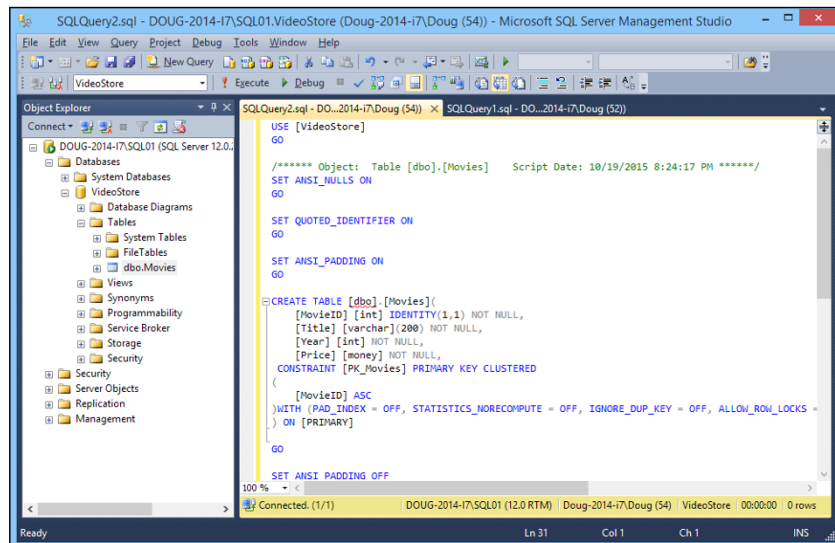 SQLQuery2.sql - DOUG-2014-I7\SQL01.VideoStore (Doug-2014-i7\Doug (54)) - Microsoft SQL Server Management Studio
File Edit View Query Project Debug Tools Window Help
New Query
VideoStore Execute Debug
Object Explorer
SQLQuery2.sql - DO...2014-i7\Doug (54)) SQLQuery1.sql - DO...2014-i7\Doug (52))
Connect
DOUG-2014-I7\SQL01 (SQL Server 12.0.
Databases
System Databases
VideoStore
Database Diagrams
Tables
System Tables
FileTables
dbo.Movies
Views
Synonyms
Programmability
Service Broker
Storage
Security
Security
Server Objects
Replication
Management
USE [VideoStore]
GO
/****** Object: Table [dbo].[Movies] Script Date: 10/19/2015 8:24:17 PM ******/
SET ANSI_NULLS ON
GO
SET QUOTED_IDENTIFIER ON
GO
SET ANSI_PADDING ON
GO
CREATE TABLE [dbo].[Movies](
[MovieID] [int] IDENTITY(1,1) NOT NULL,
[Title] [varchar](200) NOT NULL,
[Year] [int] NOT NULL,
[Price] [money] NOT NULL,
CONSTRAINT [PK_Movies] PRIMARY KEY CLUSTERED
(
[MovieID] ASC
)WITH (PAD_INDEX = OFF, STATISTICS_NORECOMPUTE = OFF, IGNORE_DUP_KEY = OFF, ALLOW_ROW_LOCKS =
) ON [PRIMARY]
GO
SET ANSI PADDING OFF
100 %
Connected. (1/1) DOUG-2014-I7\SQL01 (12.0 RTM) Doug-2014-i7\Doug (54) VideoStore 00:00:00 0 rows
Ready Ln 31 Col 1 Ch 1 INS